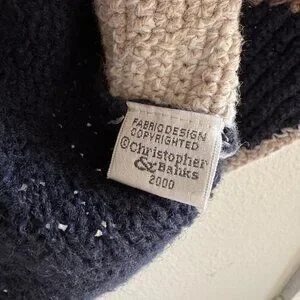 FABRIC DESIGN
COPYRIGHTED
©Christopher
& Banks
2000